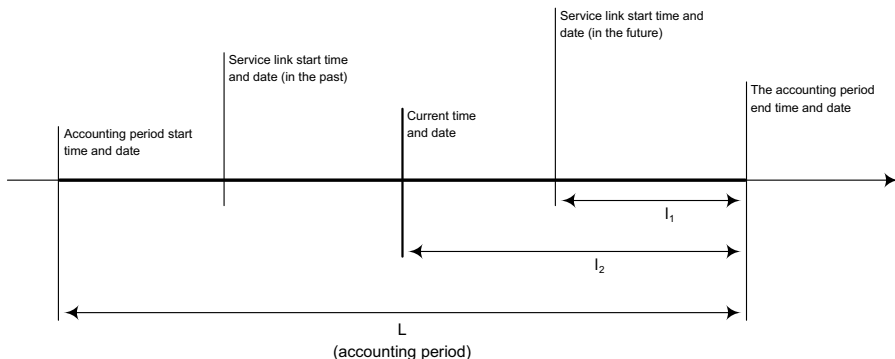 Service link start time and
date (in the future)
Service link start time
and date (in the past)
The accounting period
end time and date
Current time
and date
Accounting period start
time and date
l₁
l₂
L
(accounting period)